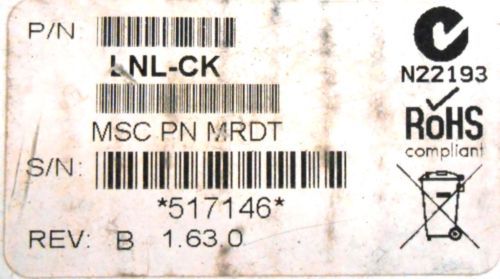 P/N:
LNL-CK
MSC PN MRDT
S/N:
*517146*
REV: B 1.63.0
N22193
RoHS
compliant